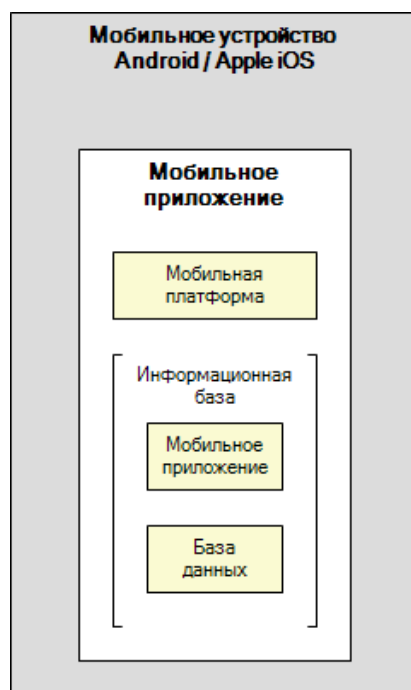 Мобильное устройство
Android / Apple iOS
Мобильное
приложение
Мобильная
платформа
Информационная
база
Мобильное
приложение
База
данных